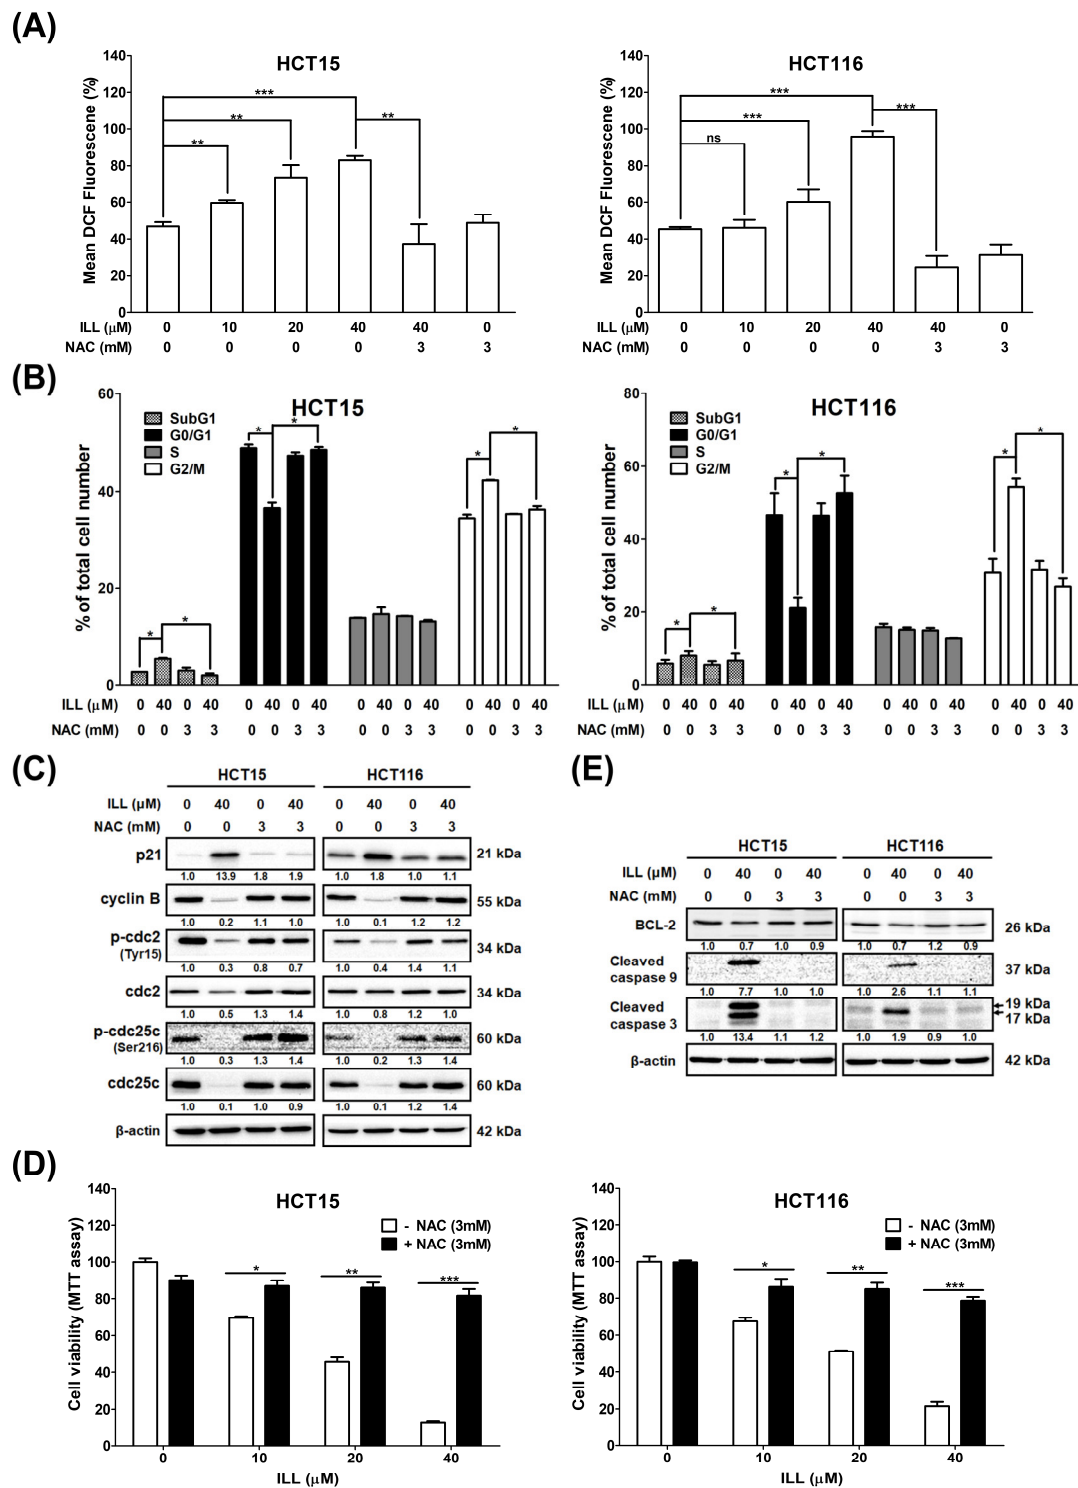 (A)
HCT15
Mean DCF Fluorescene (%)
140
120
100
80
60
40
20
0
** ** *** **
ILL (μM) 0 10 20 40 40 0
NAC (mM) 0 0 0 0 3 3
HCT116
Mean DCF Fluorescene (%)
140
120
100
80
60
40
20
0
ns *** *** ***
ILL (μM) 0 10 20 40 40 0
NAC (mM) 0 0 0 0 3 3
(B)
HCT15
% of total cell number
60
40
20
0
SubG1
G0/G1
S
G2/M
* * * * * *
ILL (μM) 0 40 0 40 0 40 0 40 0 40 0 40 0 40 0 40
NAC (mM) 0 0 3 3 0 0 3 3 0 0 3 3 0 0 3 3
HCT116
% of total cell number
80
60
40
20
0
SubG1
G0/G1
S
G2/M
* * * * * *
ILL (μM) 0 40 0 40 0 40 0 40 0 40 0 40 0 40 0 40
NAC (mM) 0 0 3 3 0 0 3 3 0 0 3 3 0 0 3 3
(C)
HCT15 HCT116
ILL (μM) 0 40 0 40 0 40 0 40
NAC (mM) 0 0 3 3 0 0 3 3
p21 21 kDa
1.0 13.9 1.8 1.9 1.0 1.8 1.0 1.1
cyclin B 55 kDa
1.0 0.2 1.1 1.0 1.0 0.1 1.2 1.2
p-cdc2
(Tyr15) 34 kDa
1.0 0.3 0.8 0.7 1.0 0.4 1.4 1.1
cdc2 34 kDa
1.0 0.5 1.3 1.4 1.0 0.8 1.2 1.0
p-cdc25c
(Ser216) 60 kDa
1.0 0.3 1.3 1.4 1.0 0.2 1.3 1.4
cdc25c 60 kDa
1.0 0.1 1.0 0.9 1.0 0.1 1.2 1.4
β-actin 42 kDa
(E)
HCT15 HCT116
ILL (μM) 0 40 0 40 0 40 0 40
NAC (mM) 0 0 3 3 0 0 3 3
BCL-2 26 kDa
1.0 0.7 1.0 0.9 1.0 0.7 1.2 0.9
Cleaved
caspase 9 37 kDa
1.0 7.7 1.0 1.0 1.0 2.6 1.1 1.1
Cleaved 19 kDa
caspase 3 17 kDa
1.0 13.4 1.1 1.2 1.0 1.9 0.9 1.0
β-actin 42 kDa
(D)
HCT15
Cell viability (MTT assay)
140
120
100
80
60
40
20
0
- NAC (3mM)
+ NAC (3mM)
* ** ***
0 10 20 40
ILL (μM)
HCT116
Cell viability (MTT assay)
140
120
100
80
60
40
20
0
- NAC (3mM)
+ NAC (3mM)
* ** ***
0 10 20 40
ILL (μM)